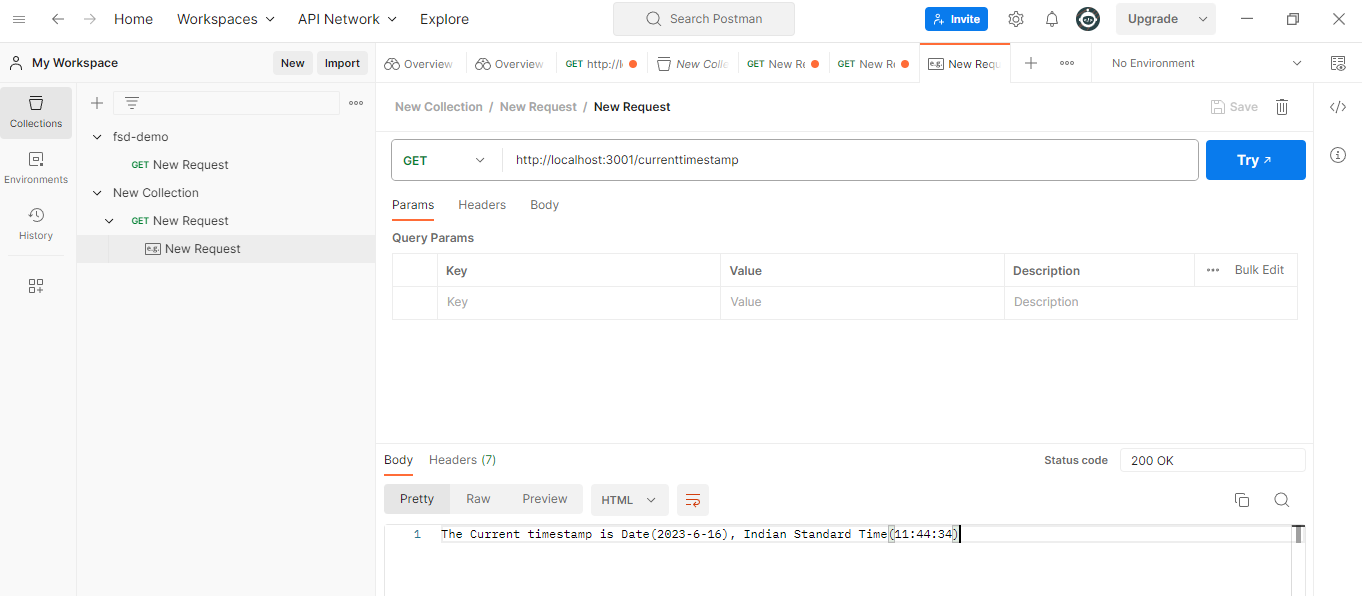 Home Workspaces API Network Explore Search Postman Invite Upgrade
My Workspace New Import Overview Overview GET http://l New Colle GET New Re GET New Re e.g. New Requ No Environment
Collections
Environments
History
fsd-demo
GET New Request
New Collection
GET New Request
e.g. New Request
New Collection / New Request / New Request Save
GET http://localhost:3001/currenttimestamp Try
Params Headers Body
Query Params
Key Value Description Bulk Edit
Key Value Description
Body Headers (7) Status code 200 OK
Pretty Raw Preview HTML
1 The Current timestamp is Date(2023-6-16), Indian Standard Time(11:44:34)